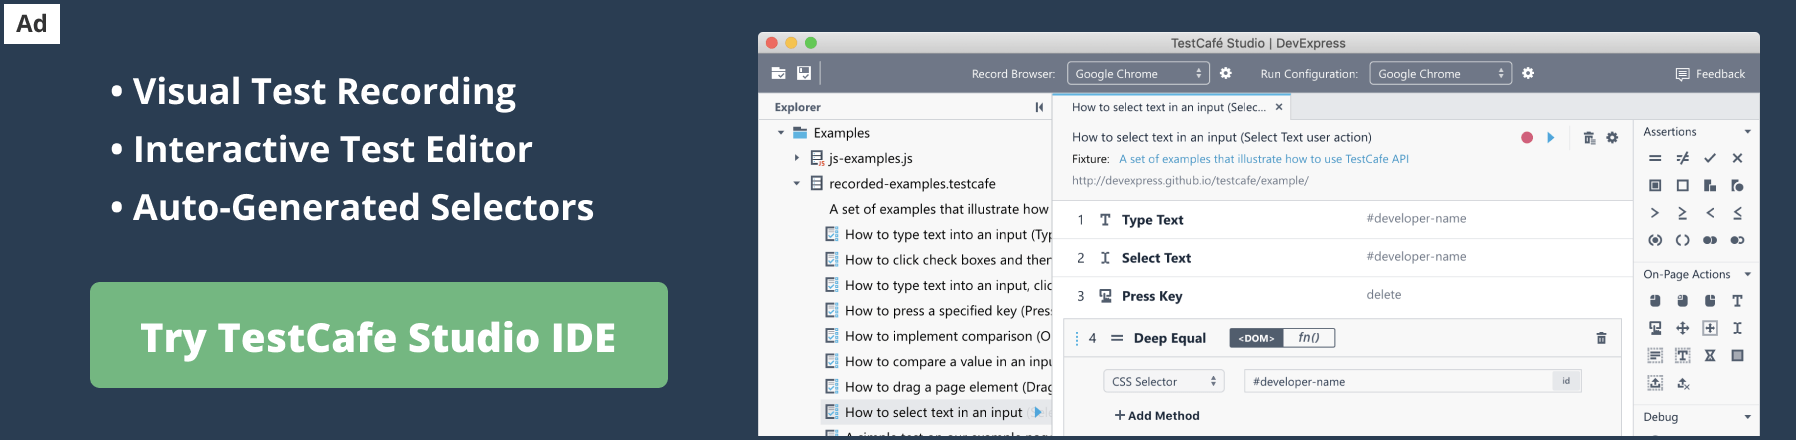 Ad
• Visual Test Recording
• Interactive Test Editor
• Auto-Generated Selectors
Try TestCafe Studio IDE
TestCafé Studio | DevExpress
Record Browser: Google Chrome Run Configuration: Google Chrome Feedback
Explorer
Examples
js-examples.js
recorded-examples.testcafe
A set of examples that illustrate how
How to type text into an input (Typ
How to click check boxes and then
How to type text into an input, clic
How to press a specified key (Pres
How to implement comparison (O
How to compare a value in an inpu
How to drag a page element (Drag
How to select text in an input
How to select text in an input (Selec... ×
How to select text in an input (Select Text user action)
Fixture: A set of examples that illustrate how to use TestCafe API
http://devexpress.github.io/testcafe/example/
1 Type Text #developer-name
2 Select Text #developer-name
3 Press Key delete
4 = Deep Equal <DOM> fn()
CSS Selector #developer-name id
+ Add Method
Assertions
On-Page Actions
Debug